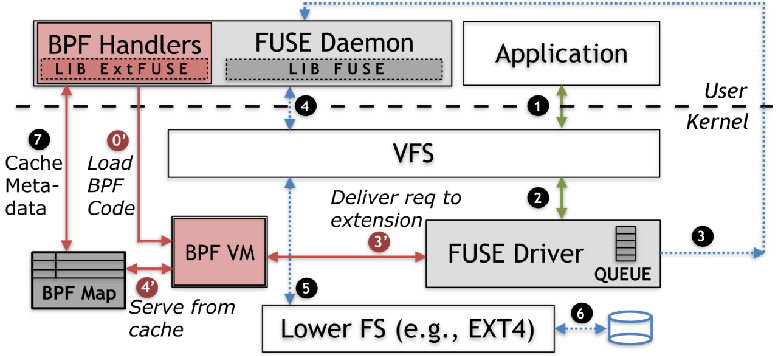 BPF Handlers
LIB ExtFUSE
FUSE Daemon
LIB FUSE
Application
User
Kernel
7
Cache
Meta-
data
0'
Load
BPF
Code
4
1
VFS
Deliver req to
extension
2
BPF VM
3'
FUSE Driver
QUEUE
3
BPF Map
4'
Serve from
cache
5
Lower FS (e.g., EXT4)
6